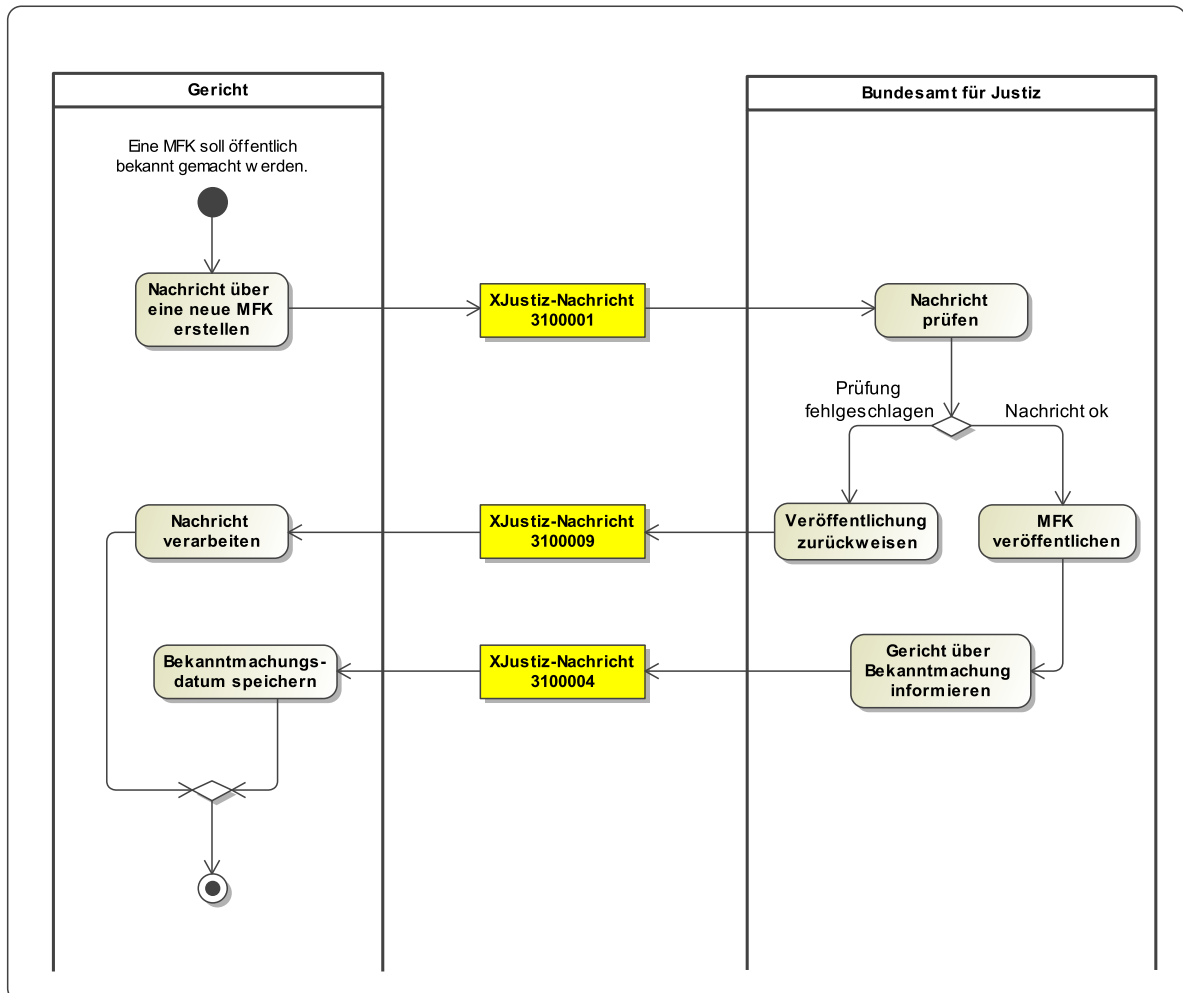 Gericht
Bundesamt für Justiz
Eine MFK soll öffentlich
bekannt gemacht werden.
Nachricht über
eine neue MFK
erstellen
XJustiz-Nachricht
3100001
Nachricht
prüfen
Prüfung
fehlgeschlagen
Nachricht ok
Nachricht
verarbeiten
XJustiz-Nachricht
3100009
Veröffentlichung
zurückweisen
MFK
veröffentlichen
Bekanntmachungs-
datum speichern
XJustiz-Nachricht
3100004
Gericht über
Bekanntmachung
informieren